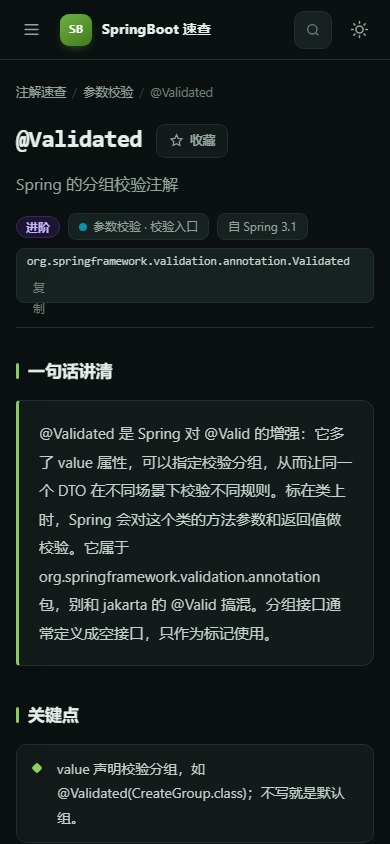 SB SpringBoot 速查
注解速查 / 参数校验 / @Validated
@Validated 收藏
Spring 的分组校验注解
进阶 参数校验 · 校验入口 自 Spring 3.1
org.springframework.validation.annotation.Validated
复
制
一句话讲清
@Validated 是 Spring 对 @Valid 的增强：它多
了 value 属性，可以指定校验分组，从而让同一
个 DTO 在不同场景下校验不同规则。标在类上
时，Spring 会对这个类的方法参数和返回值做
校验。它属于
org.springframework.validation.annotation
包，别和 jakarta 的 @Valid 搞混。分组接口通
常定义成空接口，只作为标记使用。
关键点
value 声明校验分组，如
@Validated(CreateGroup.class)；不写就是默认
组。